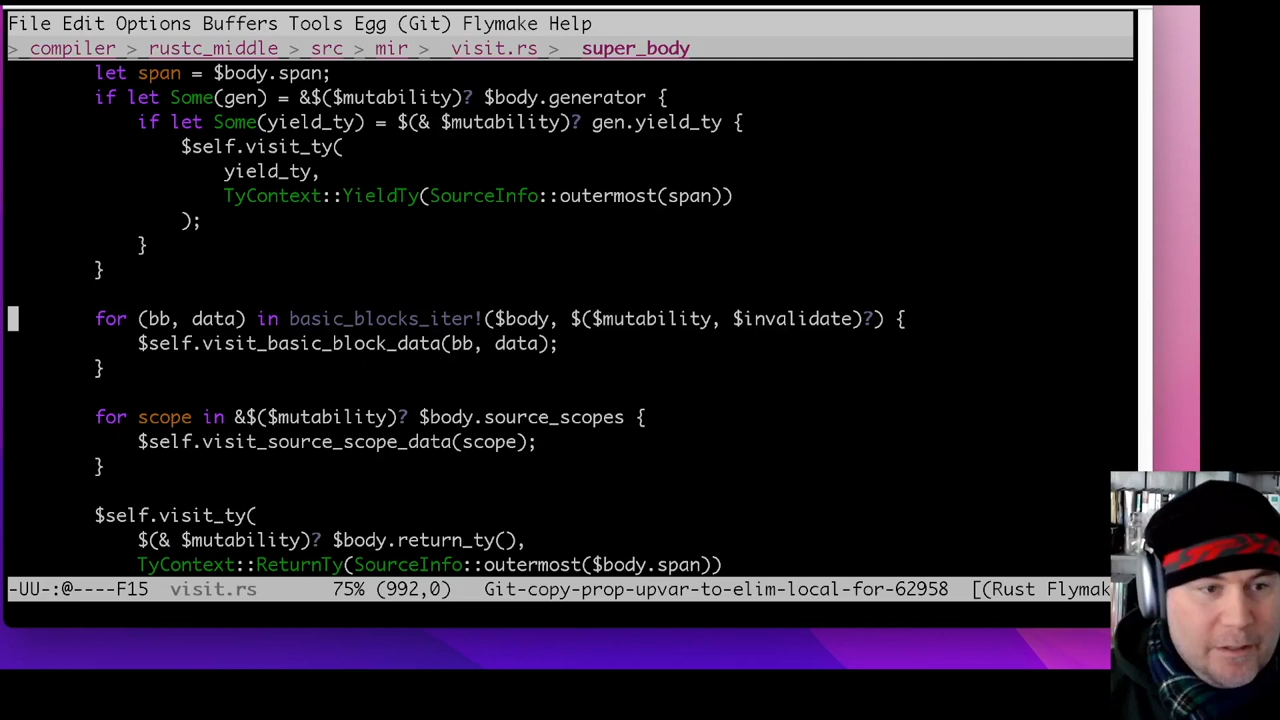 File Edit Options Buffers Tools Egg (Git) Flymake Help
> compiler > rustc_middle > src > mir > visit.rs > super_body
let span = $body.span;
if let Some(gen) = &$($mutability)? $body.generator {
if let Some(yield_ty) = $(& $mutability)? gen.yield_ty {
$self.visit_ty(
yield_ty,
TyContext::YieldTy(SourceInfo::outermost(span))
);
}
}
for (bb, data) in basic_blocks_iter!($body, $($mutability, $invalidate)?) {
$self.visit_basic_block_data(bb, data);
}
for scope in &$($mutability)? $body.source_scopes {
$self.visit_source_scope_data(scope);
}
$self.visit_ty(
$(& $mutability)? $body.return_ty(),
TyContext::ReturnTy(SourceInfo::outermost($body.span))
-UU-:@----F15 visit.rs 75% (992,0) Git-copy-prop-upvar-to-elim-local-for-62958 [(Rust Flymak